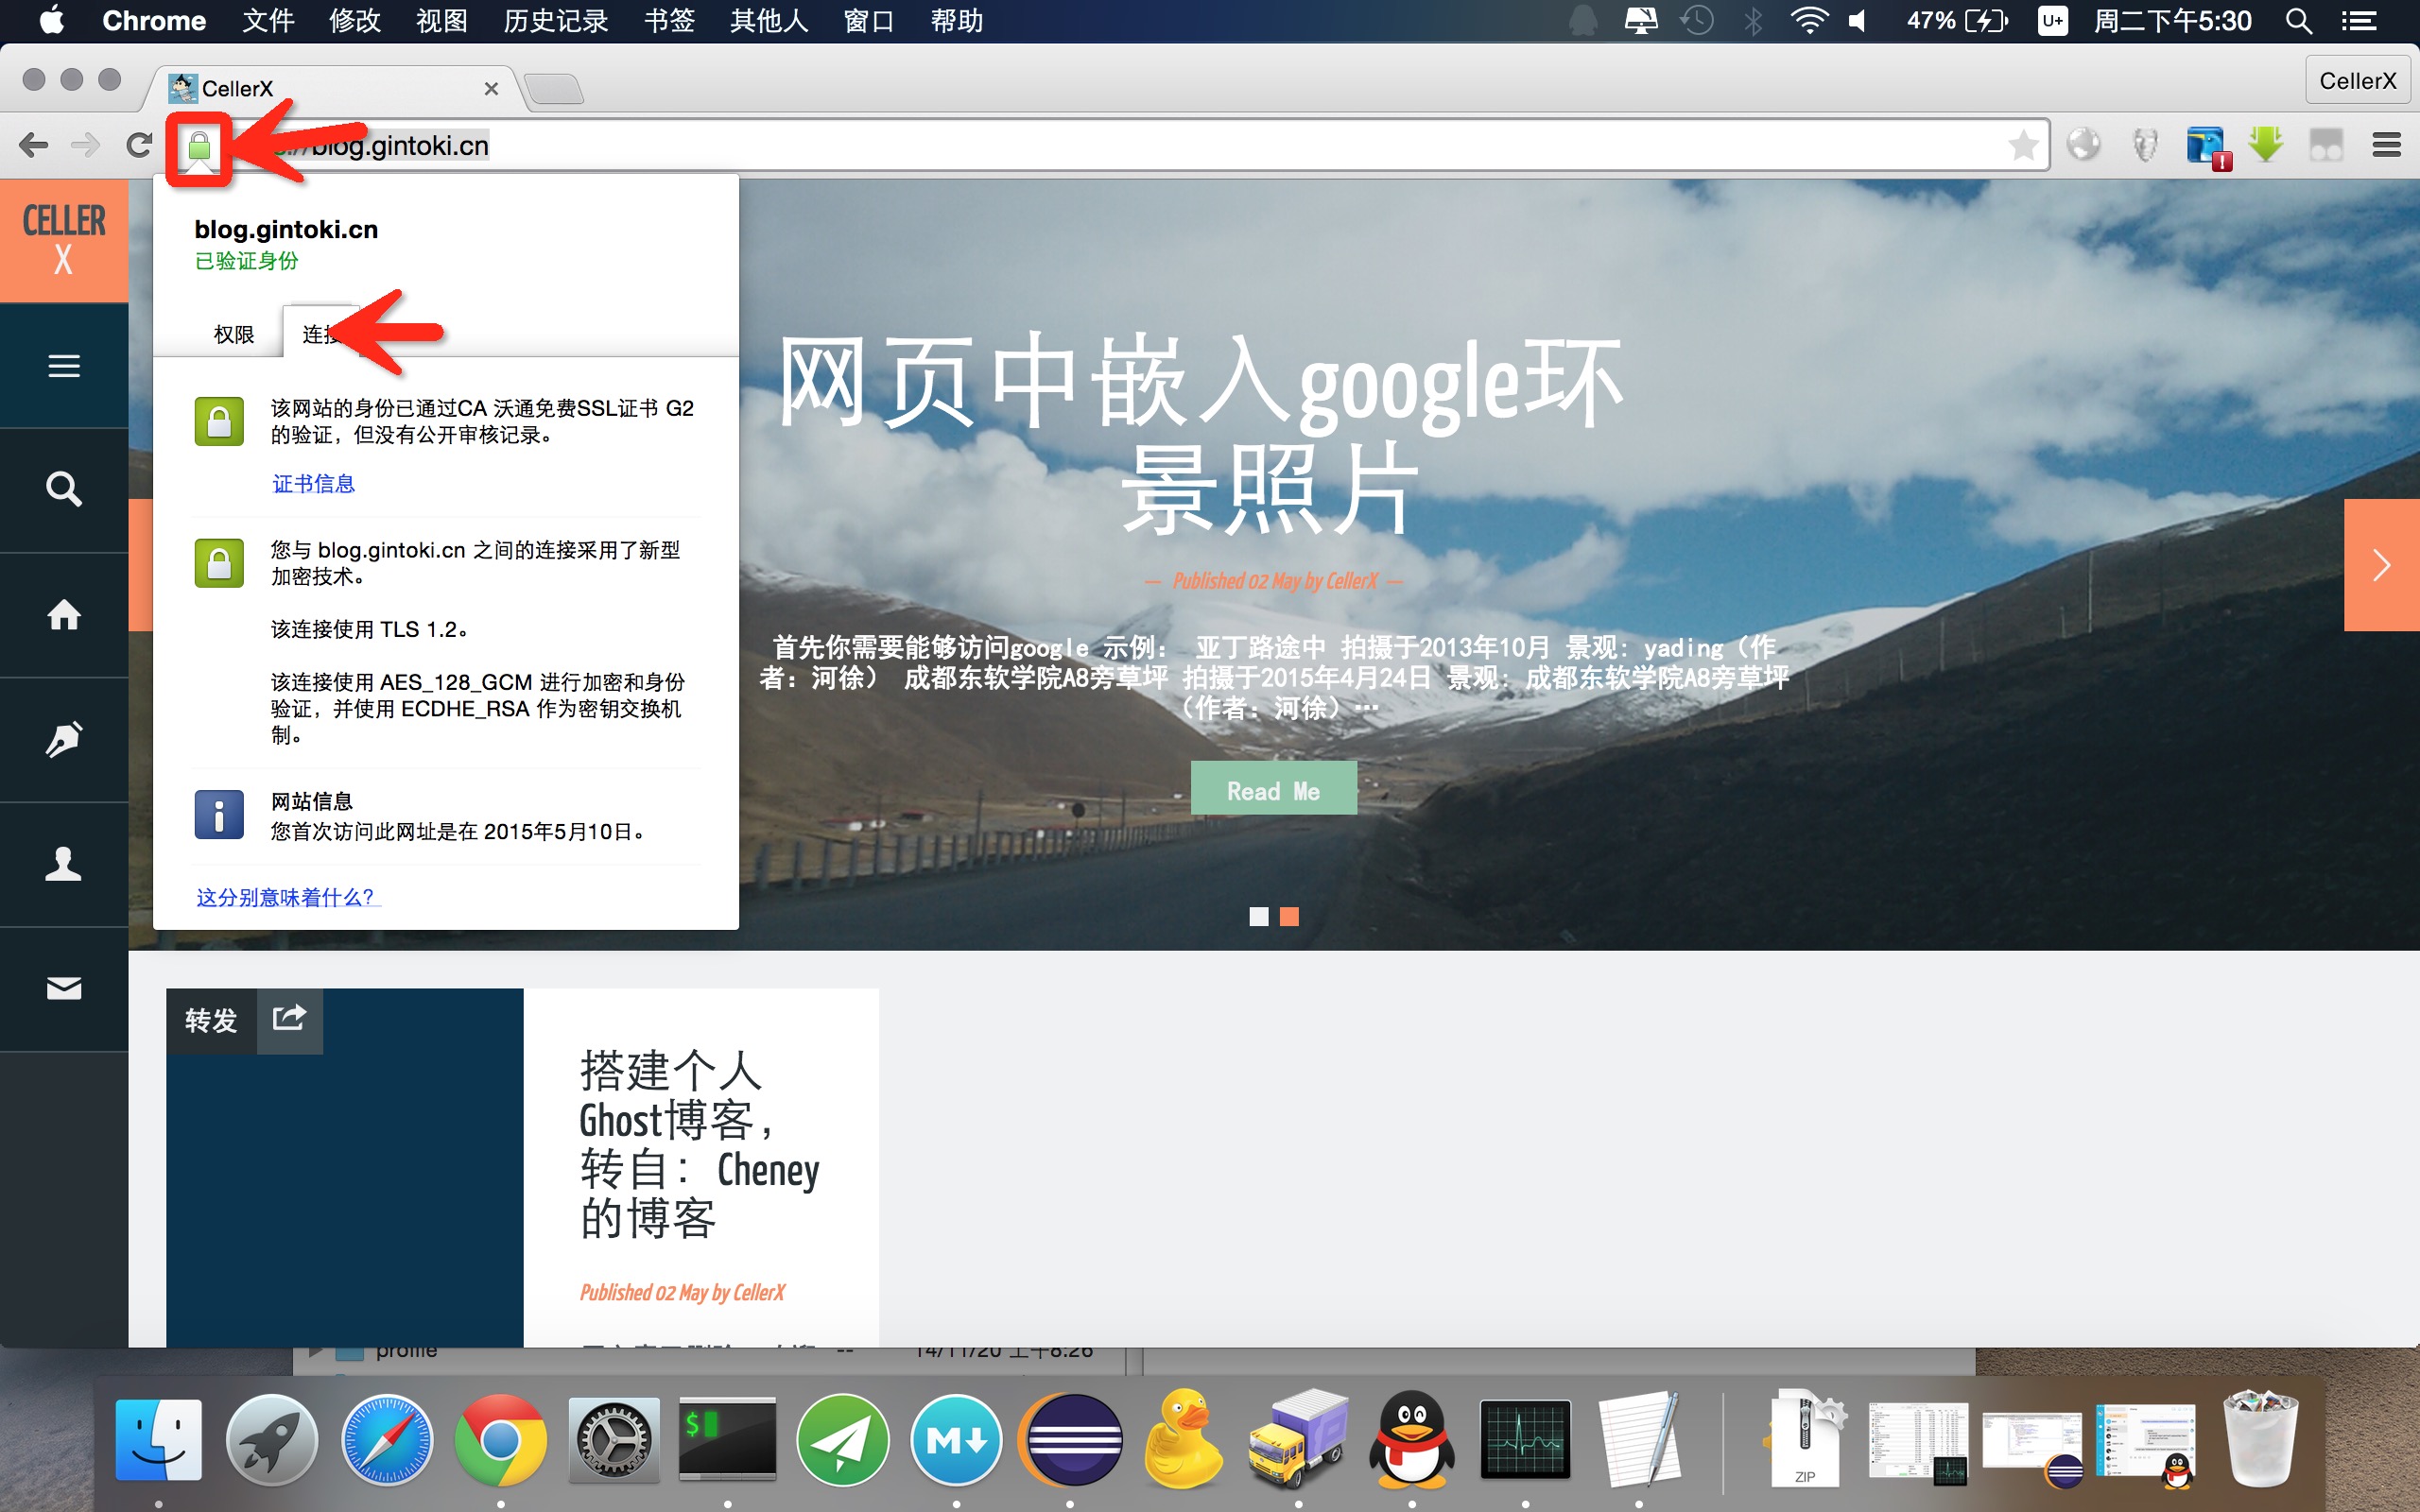 Chrome 文件 修改 视图 历史记录 书签 其他人 窗口 帮助 47% U+ 周二下午5:30
CellerX
CellerX
//blog.gintoki.cn
CELLER
X
blog.gintoki.cn
已验证身份
权限
该网站的身份已通过CA 沃通免费SSL证书 G2
的验证，但没有公开审核记录。
证书信息
您与 blog.gintoki.cn 之间的连接采用了新型
加密技术。
该连接使用 TLS 1.2。
该连接使用 AES_128_GCM 进行加密和身份
验证，并使用 ECDHE_RSA 作为密钥交换机
制。
网站信息
您首次访问此网址是在 2015年5月10日。
这分别意味着什么？
网页中嵌入google环
景照片
— Published 02 May by CellerX —
首先你需要能够访问google 示例： 亚丁路途中 拍摄于2013年10月 景观: yading（作
者：河徐） 成都东软学院A8旁草坪 拍摄于2015年4月24日 景观: 成都东软学院A8旁草坪
（作者：河徐）…
Read Me
转发
搭建个人
Ghost博客，
转自：Cheney
的博客
Published 02 May by CellerX
profile -- 14/11/20 上午8:26
$
M
ZIP